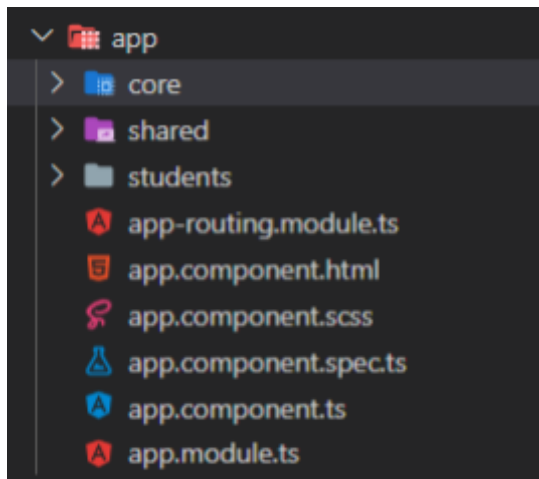 app
core
shared
students
app-routing.module.ts
app.component.html
app.component.scss
app.component.spec.ts
app.component.ts
app.module.ts